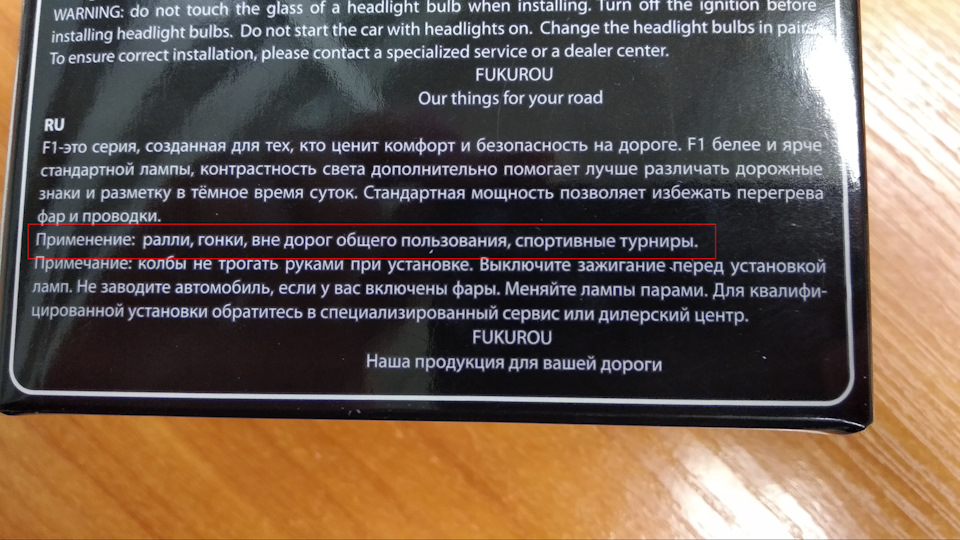 WARNING: do not touch the glass of a headlight bulb when installing. Turn off the ignition before
installing headlight bulbs. Do not start the car with headlights on. Change the headlight bulbs in pairs.
To ensure correct installation, please contact a specialized service or a dealer center.
FUKUROU
Our things for your road
RU
F1-это серия, созданная для тех, кто ценит комфорт и безопасность на дороге. F1 белее и ярче
стандартной лампы, контрастность света дополнительно помогает лучше различать дорожные
знаки и разметку в тёмное время суток. Стандартная мощность позволяет избежать перегрева
фар и проводки.
Применение: ралли, гонки, вне дорог общего пользования, спортивные турниры.
Примечание: колбы не трогать руками при установке. Выключите зажигание перед установкой
ламп. Не заводите автомобиль, если у вас включены фары. Меняйте лампы парами. Для квалифи-
цированной установки обратитесь в специализированный сервис или дилерский центр.
FUKUROU
Наша продукция для вашей дороги